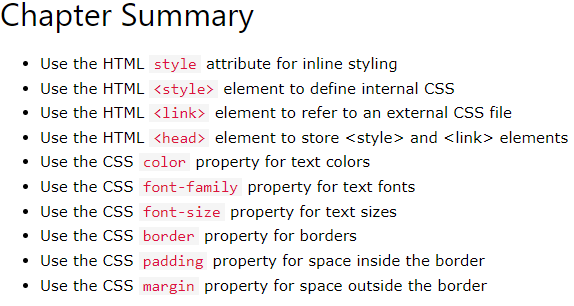 Chapter Summary
• Use the HTML style attribute for inline styling
• Use the HTML <style> element to define internal CSS
• Use the HTML <link> element to refer to an external CSS file
• Use the HTML <head> element to store <style> and <link> elements
• Use the CSS color property for text colors
• Use the CSS font-family property for text fonts
• Use the CSS font-size property for text sizes
• Use the CSS border property for borders
• Use the CSS padding property for space inside the border
• Use the CSS margin property for space outside the border